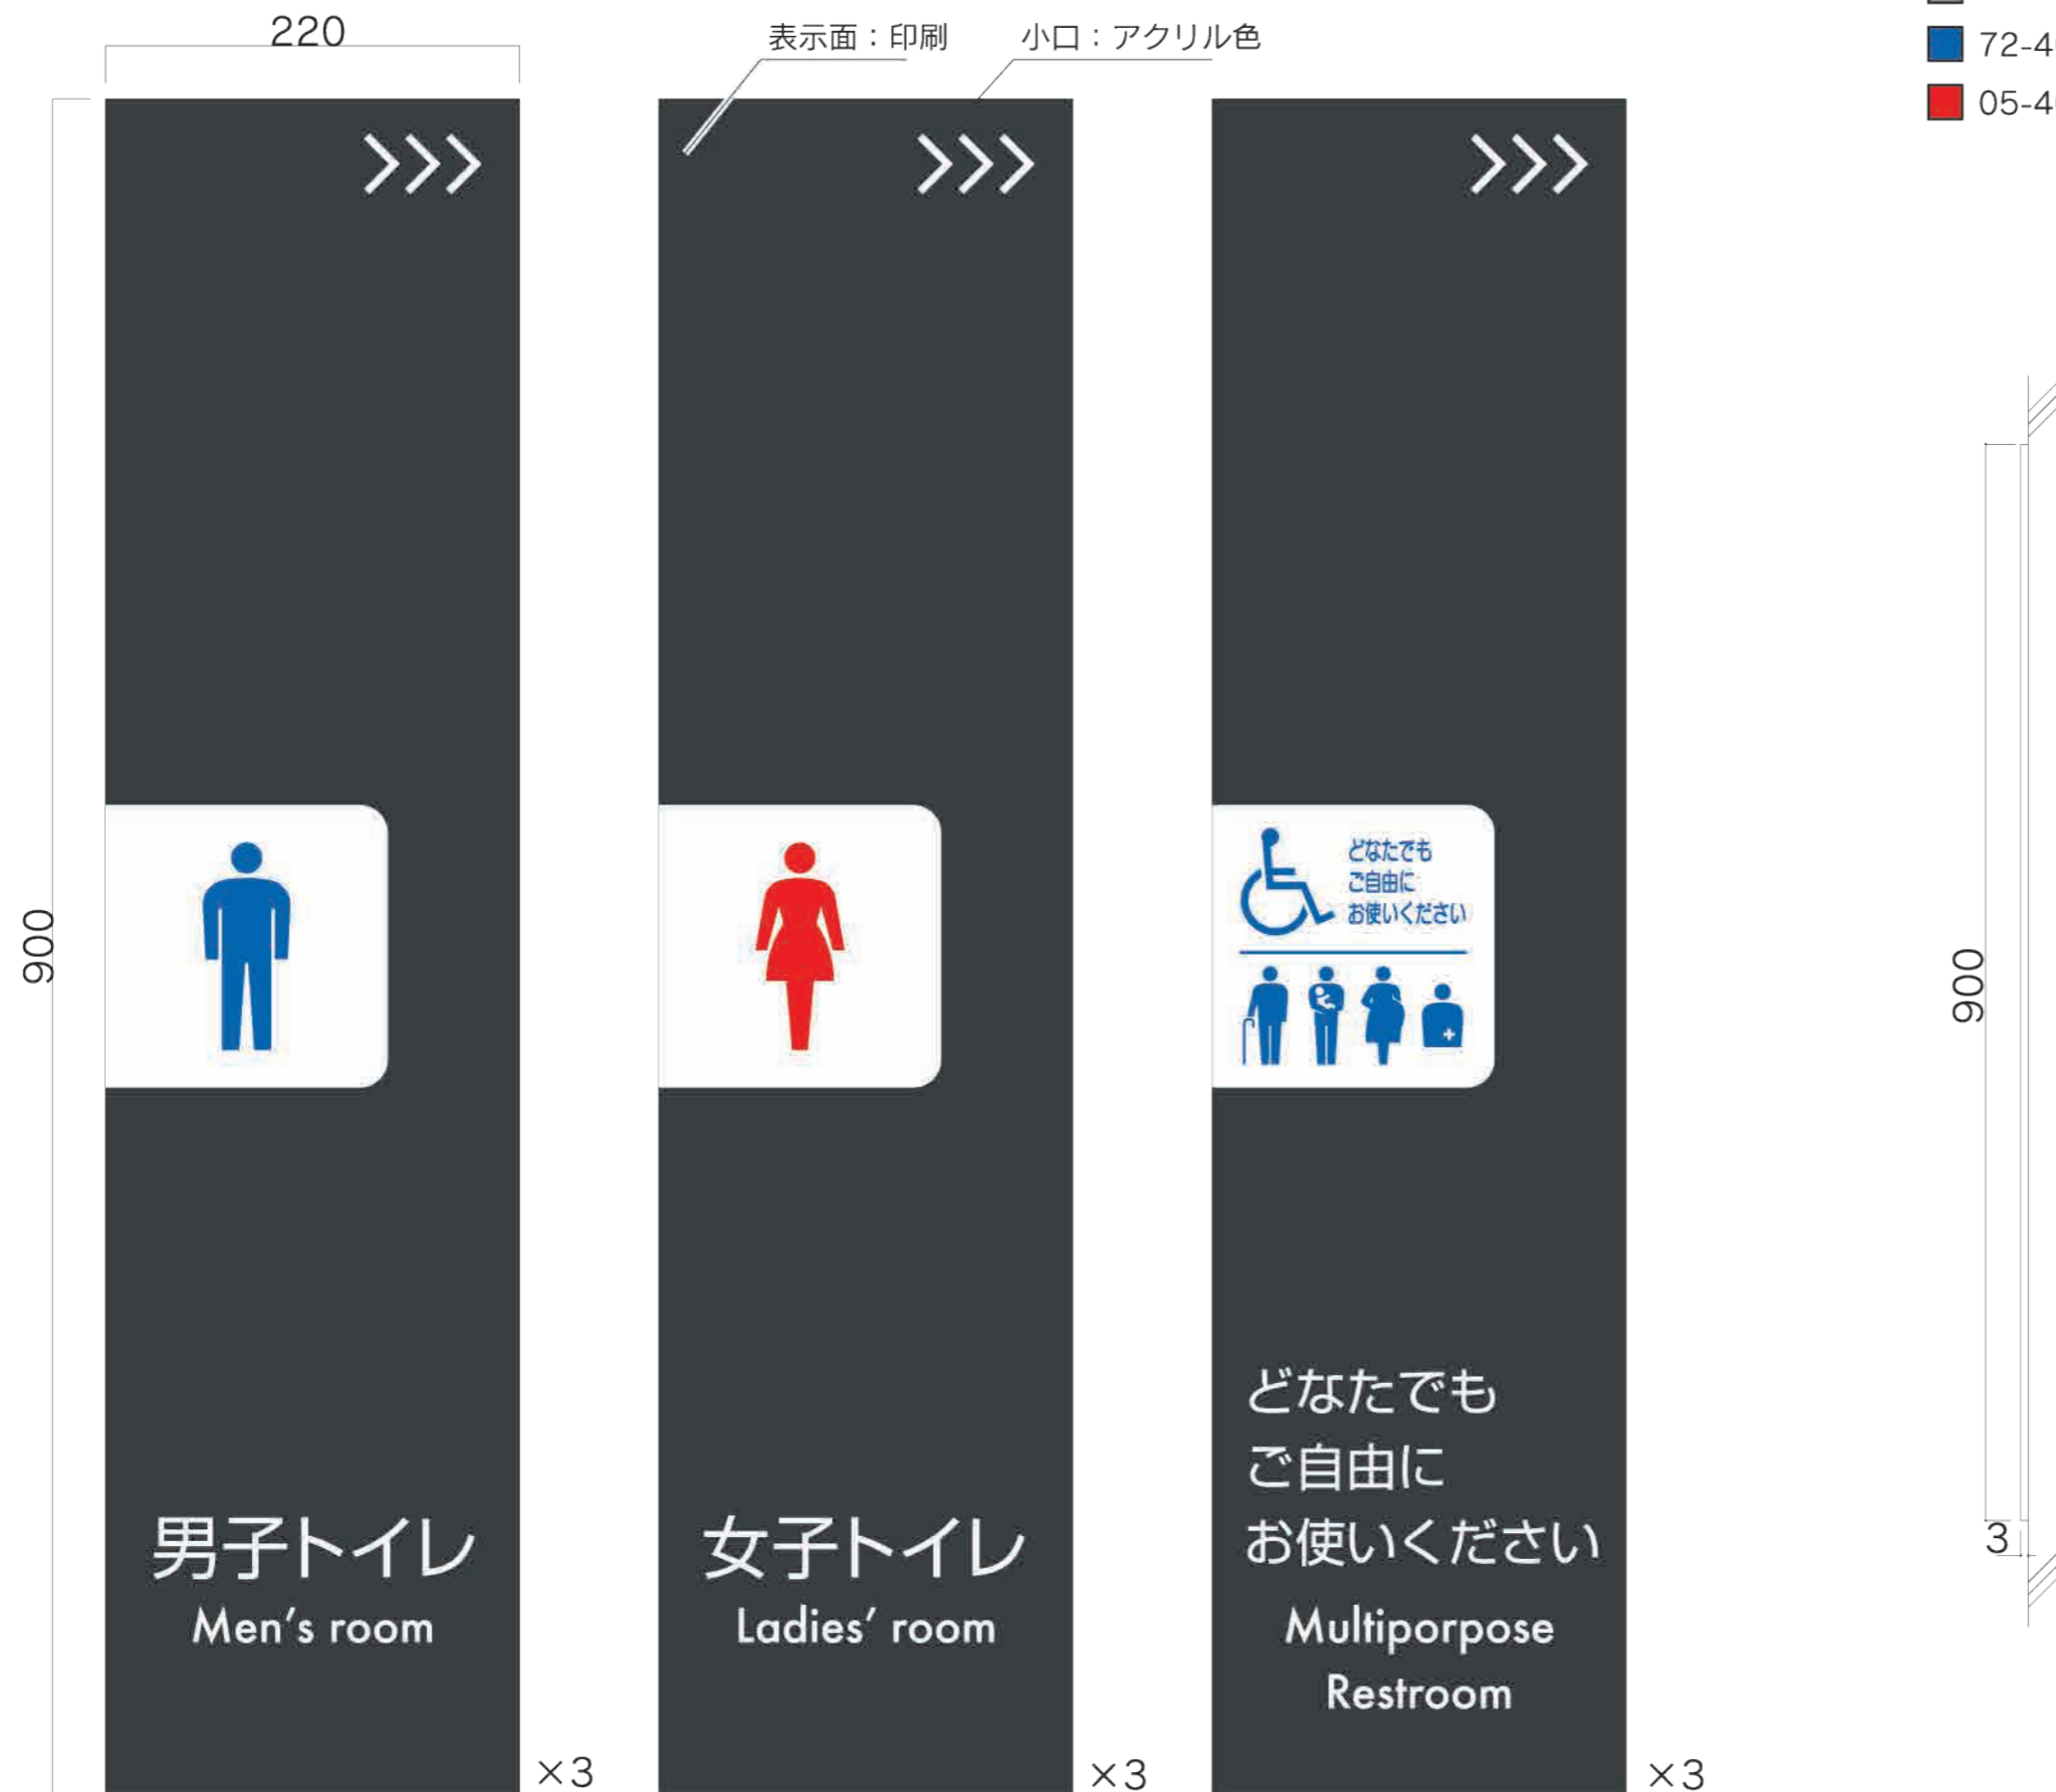 220
表示面：印刷
小口：アクリル色
72-4
05-4
900
どなたでも
ご自由に
お使いください
900
3
男子トイレ
Men's room
×3
女子トイレ
Ladies' room
×3
どなたでも
ご自由に
お使いください
Multiporpose
Restroom
×3